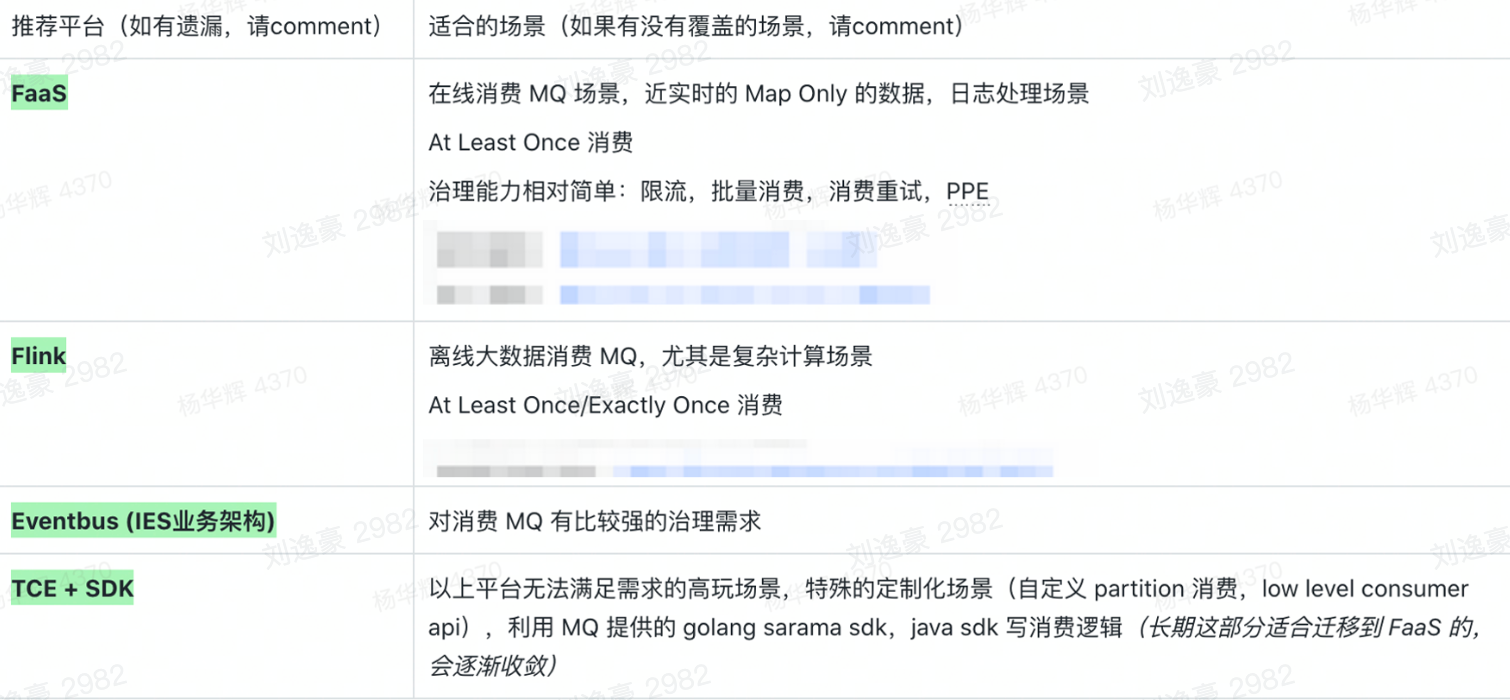 推荐平台（如有遗漏，请comment）
适合的场景（如果有没有覆盖的场景，请comment）
FaaS
在线消费 MQ 场景，近实时的 Map Only 的数据，日志处理场景
At Least Once 消费
治理能力相对简单：限流，批量消费，消费重试，PPE
Flink
离线大数据消费 MQ，尤其是复杂计算场景
At Least Once/Exactly Once 消费
Eventbus (IES业务架构)
对消费 MQ 有比较强的治理需求
TCE + SDK
以上平台无法满足需求的高玩场景，特殊的定制化场景（自定义 partition 消费，low level consumer
api），利用 MQ 提供的 golang sarama sdk，java sdk 写消费逻辑（长期这部分适合迁移到 FaaS 的，
会逐渐收敛）
刘逸豪 2982
杨华辉 4370